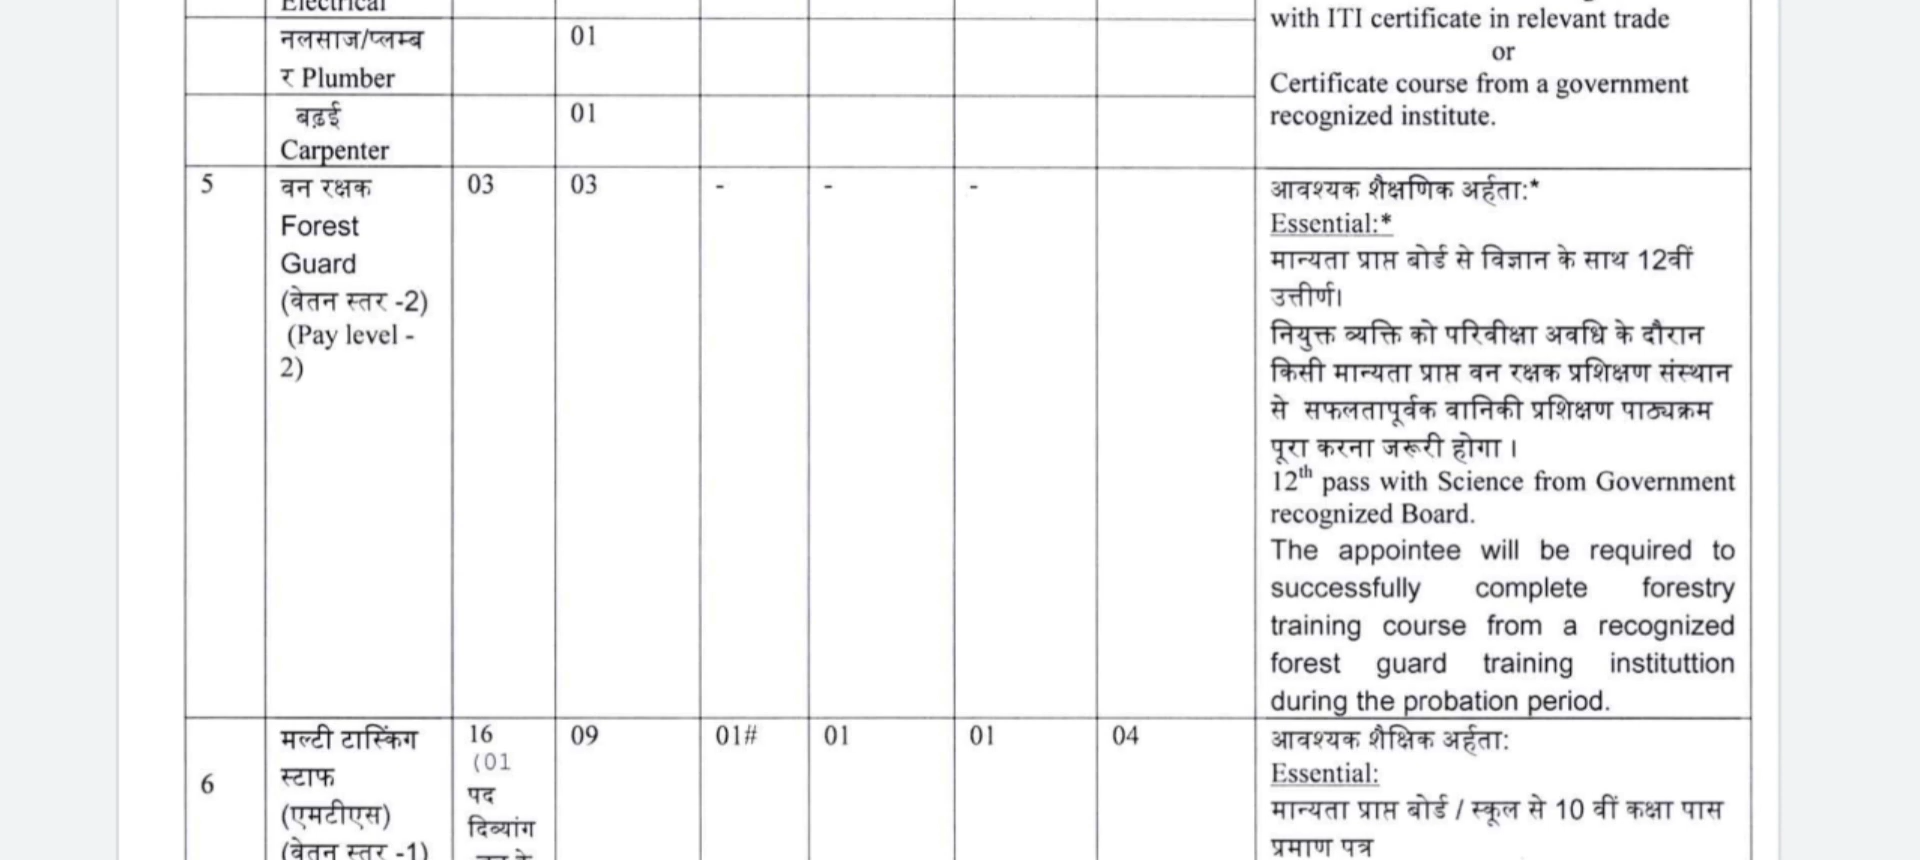 Electrical
with ITI certificate in relevant trade
नलसाज/प्लम्ब
01
or
र Plumber
Certificate course from a government
recognized institute.
बढ़ई
01
Carpenter
5
वन रक्षक
03
03
-
-
-
आवश्यक शैक्षणिक अर्हता:*
Forest
Essential:*
Guard
मान्यता प्राप्त बोर्ड से विज्ञान के साथ 12वीं
(वेतन स्तर -2)
उत्तीर्ण।
(Pay level -
नियुक्त व्यक्ति को परिवीक्षा अवधि के दौरान
2)
किसी मान्यता प्राप्त वन रक्षक प्रशिक्षण संस्थान
से सफलतापूर्वक वानिकी प्रशिक्षण पाठ्यक्रम
पूरा करना जरूरी होगा ।
12th pass with Science from Government
recognized Board.
The appointee will be required to
successfully complete forestry
training course from a recognized
forest guard training instituttion
during the probation period.
6
मल्टी टास्किंग
16
09
01#
01
01
04
आवश्यक शैक्षिक अर्हता:
स्टाफ
(01
Essential:
(एमटीएस)
पद
मान्यता प्राप्त बोर्ड / स्कूल से 10 वीं कक्षा पास
(वेतन स्तर -1)
दिव्यांग
प्रमाण पत्र